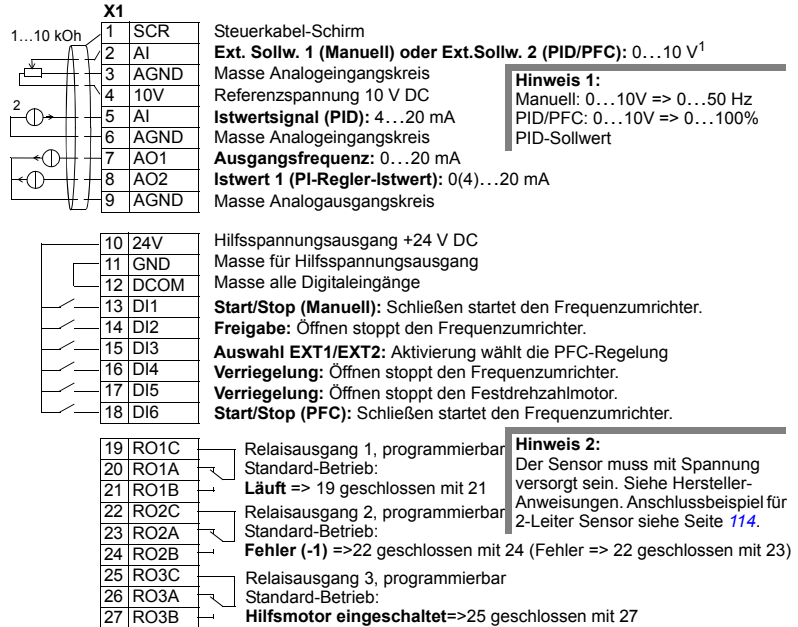 X1
1…10 kOh
1 SCR Steuerkabel-Schirm
2 AI Ext. Sollw. 1 (Manuell) oder Ext.Sollw. 2 (PID/PFC): 0…10 V1
3 AGND Masse Analogeingangskreis
4 10V Referenzspannung 10 V DC
2
5 AI Istwertsignal (PID): 4…20 mA
6 AGND Masse Analogeingangskreis
7 AO1 Ausgangsfrequenz: 0…20 mA
8 AO2 Istwert 1 (PI-Regler-Istwert): 0(4)…20 mA
9 AGND Masse Analogausgangskreis
Hinweis 1:
Manuell: 0…10V => 0…50 Hz
PID/PFC: 0…10V => 0…100%
PID-Sollwert
10 24V Hilfsspannungsausgang +24 V DC
11 GND Masse für Hilfsspannungsausgang
12 DCOM Masse alle Digitaleingänge
13 DI1 Start/Stop (Manuell): Schließen startet den Frequenzumrichter.
14 DI2 Freigabe: Öffnen stoppt den Frequenzumrichter.
15 DI3 Auswahl EXT1/EXT2: Aktivierung wählt die PFC-Regelung
16 DI4 Verriegelung: Öffnen stoppt den Frequenzumrichter.
17 DI5 Verriegelung: Öffnen stoppt den Festdrehzahlmotor.
18 DI6 Start/Stop (PFC): Schließen startet den Frequenzumrichter.
19 RO1C Relaisausgang 1, programmierbar
20 RO1A Standard-Betrieb:
21 RO1B Läuft => 19 geschlossen mit 21
22 RO2C Relaisausgang 2, programmierbar
23 RO2A Standard-Betrieb:
24 RO2B Fehler (-1) =>22 geschlossen mit 24 (Fehler => 22 geschlossen mit 23)
25 RO3C Relaisausgang 3, programmierbar
26 RO3A Standard-Betrieb:
27 RO3B Hilfsmotor eingeschaltet=>25 geschlossen mit 27
Hinweis 2:
Der Sensor muss mit Spannung
versorgt sein. Siehe Hersteller-
Anweisungen. Anschlussbeispiel für
2-Leiter Sensor siehe Seite 114.